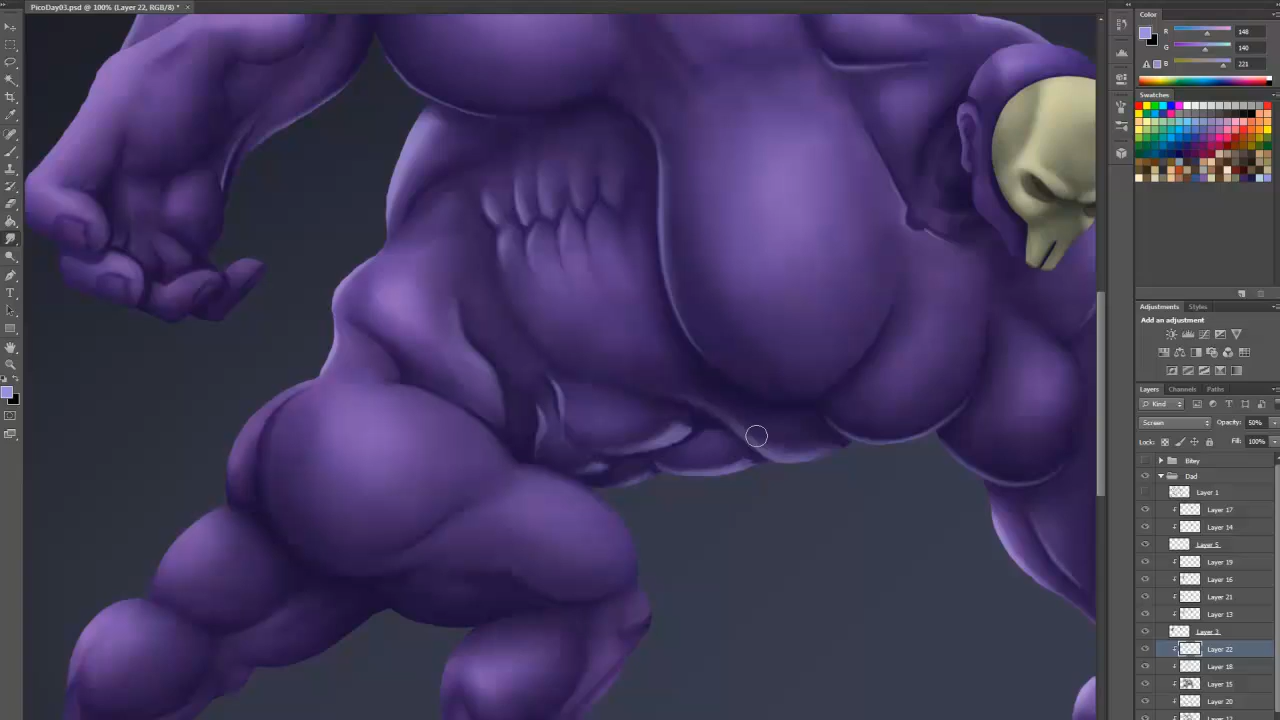 PicoDay03.psd @ 100% (Layer 22, RGB/8) * ×
Color
R 148
G 140
B 221
Swatches
Adjustments Styles
Add an adjustment
Layers Channels Paths
Kind
Screen Opacity: 50%
Lock: Fill: 100%
Bitey
Dad
Layer 1
Layer 17
Layer 14
Layer 5
Layer 19
Layer 16
Layer 21
Layer 13
Layer 3
Layer 22
Layer 18
Layer 15
Layer 20